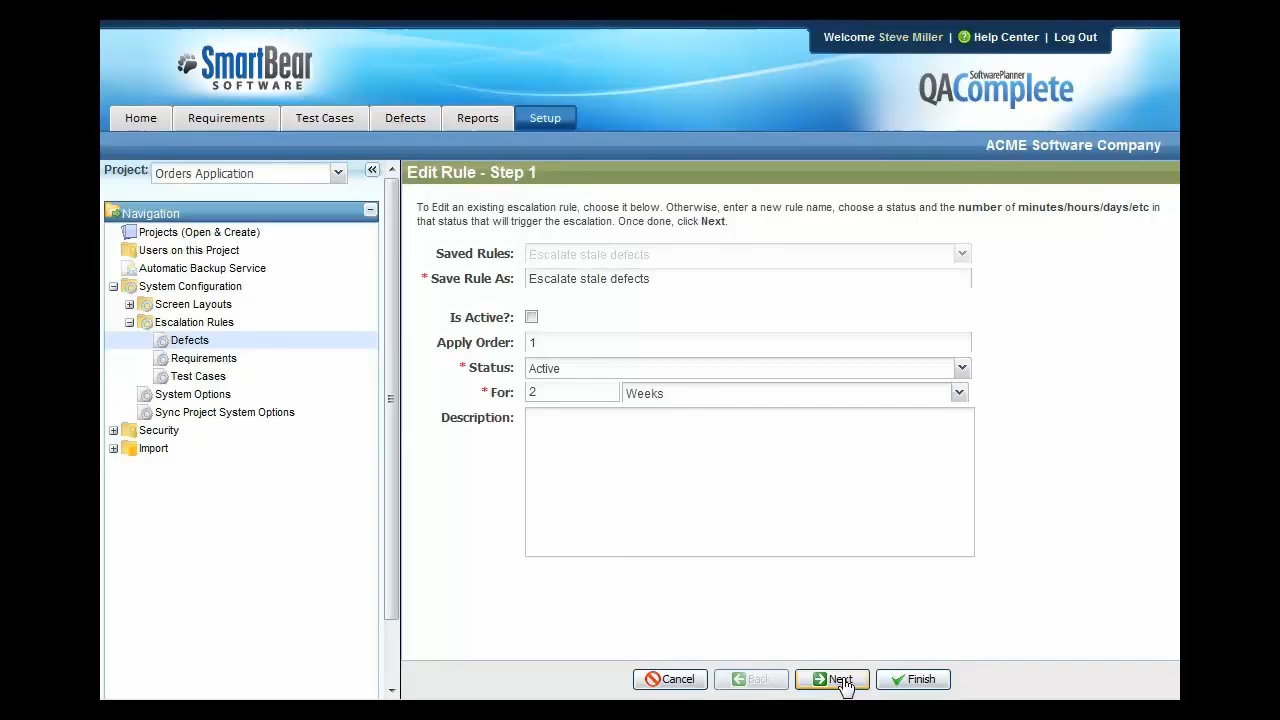 Welcome Steve Miller | Help Center | Log Out
SmartBear
SOFTWARE
SoftwarePlanner
QAComplete
Home Requirements Test Cases Defects Reports Setup
ACME Software Company
Project: Orders Application
Navigation
Projects (Open & Create)
Users on this Project
Automatic Backup Service
System Configuration
Screen Layouts
Escalation Rules
Defects
Requirements
Test Cases
System Options
Sync Project System Options
Security
Import
Edit Rule - Step 1
To Edit an existing escalation rule, choose it below. Otherwise, enter a new rule name, choose a status and the number of minutes/hours/days/etc in
that status that will trigger the escalation. Once done, click Next.
Saved Rules: Escalate stale defects
* Save Rule As: Escalate stale defects
Is Active?:
Apply Order: 1
* Status: Active
* For: 2 Weeks
Description:
Cancel Back Next Finish